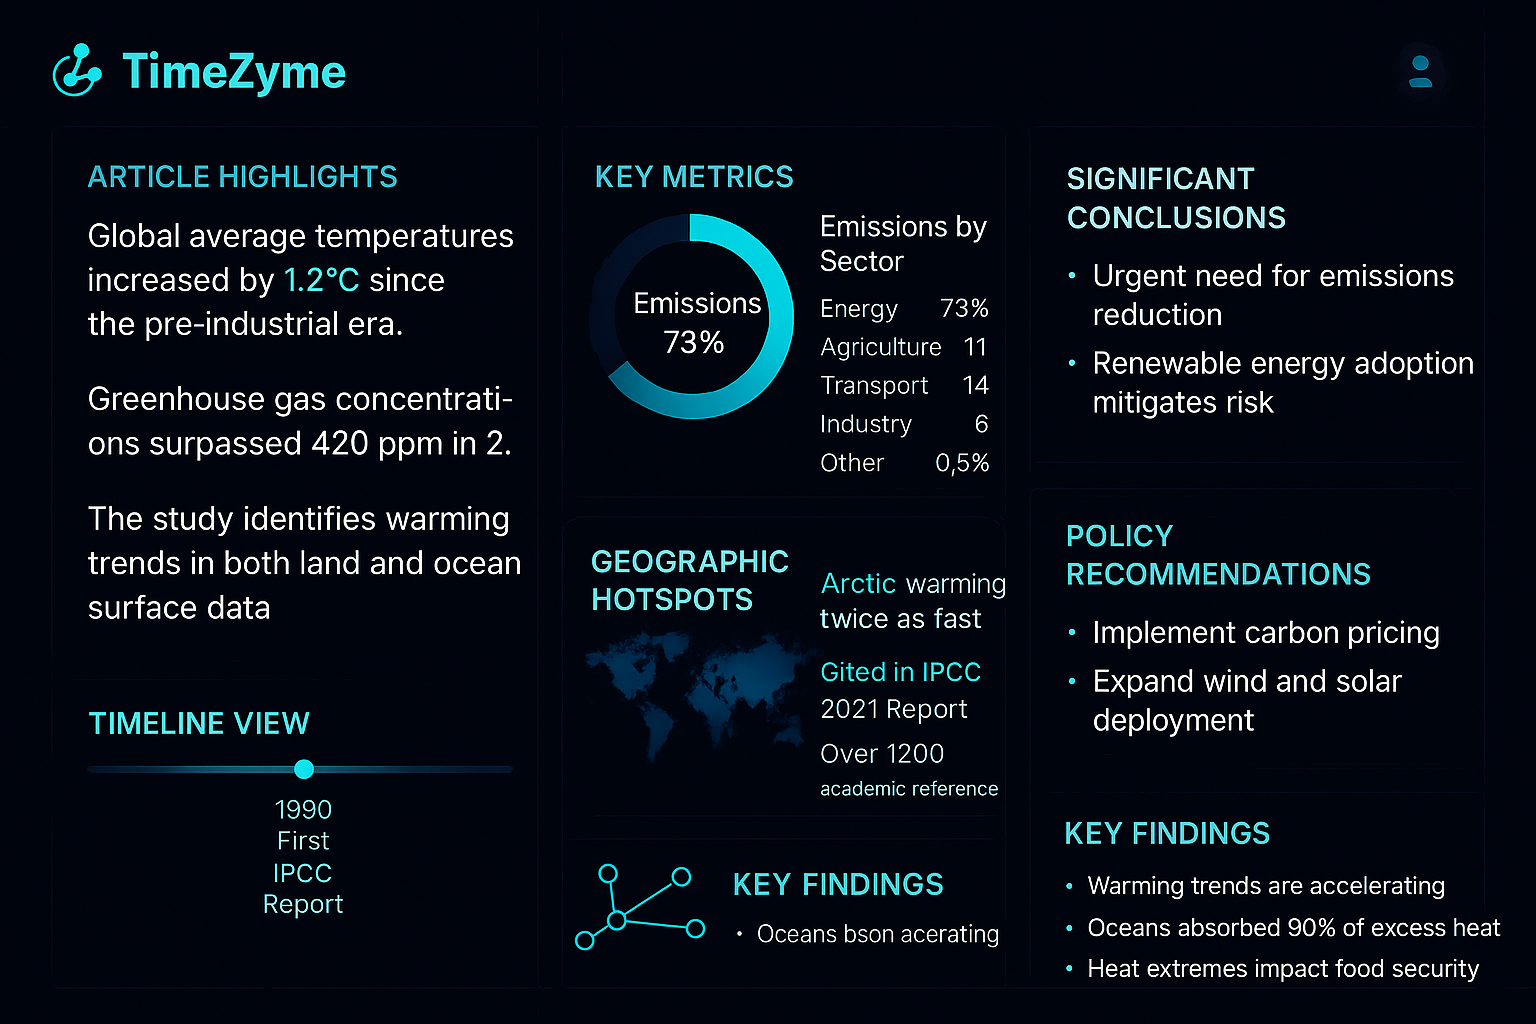 TimeZyme
ARTICLE HIGHLIGHTS
Global average temperatures
increased by 1.2°C since
the pre-industrial era.
Greenhouse gas concentrati-
ons surpassed 420 ppm in 2.
The study identifies warming
trends in both land and ocean
surface data
TIMELINE VIEW
1990
First
IPCC
Report
KEY METRICS
Emissions
73%
Emissions by
Sector
Energy 73%
Agriculture 11
Transport 14
Industry 6
Other 0,5%
GEOGRAPHIC
HOTSPOTS
Arctic warming
twice as fast
Gited in IPCC
2021 Report
Over 1200
academic reference
KEY FINDINGS
• Oceans bson acerating
SIGNIFICANT
CONCLUSIONS
• Urgent need for emissions
reduction
• Renewable energy adoption
mitigates risk
POLICY
RECOMMENDATIONS
• Implement carbon pricing
• Expand wind and solar
deployment
KEY FINDINGS
• Warming trends are accelerating
• Oceans absorbed 90% of excess heat
• Heat extremes impact food security